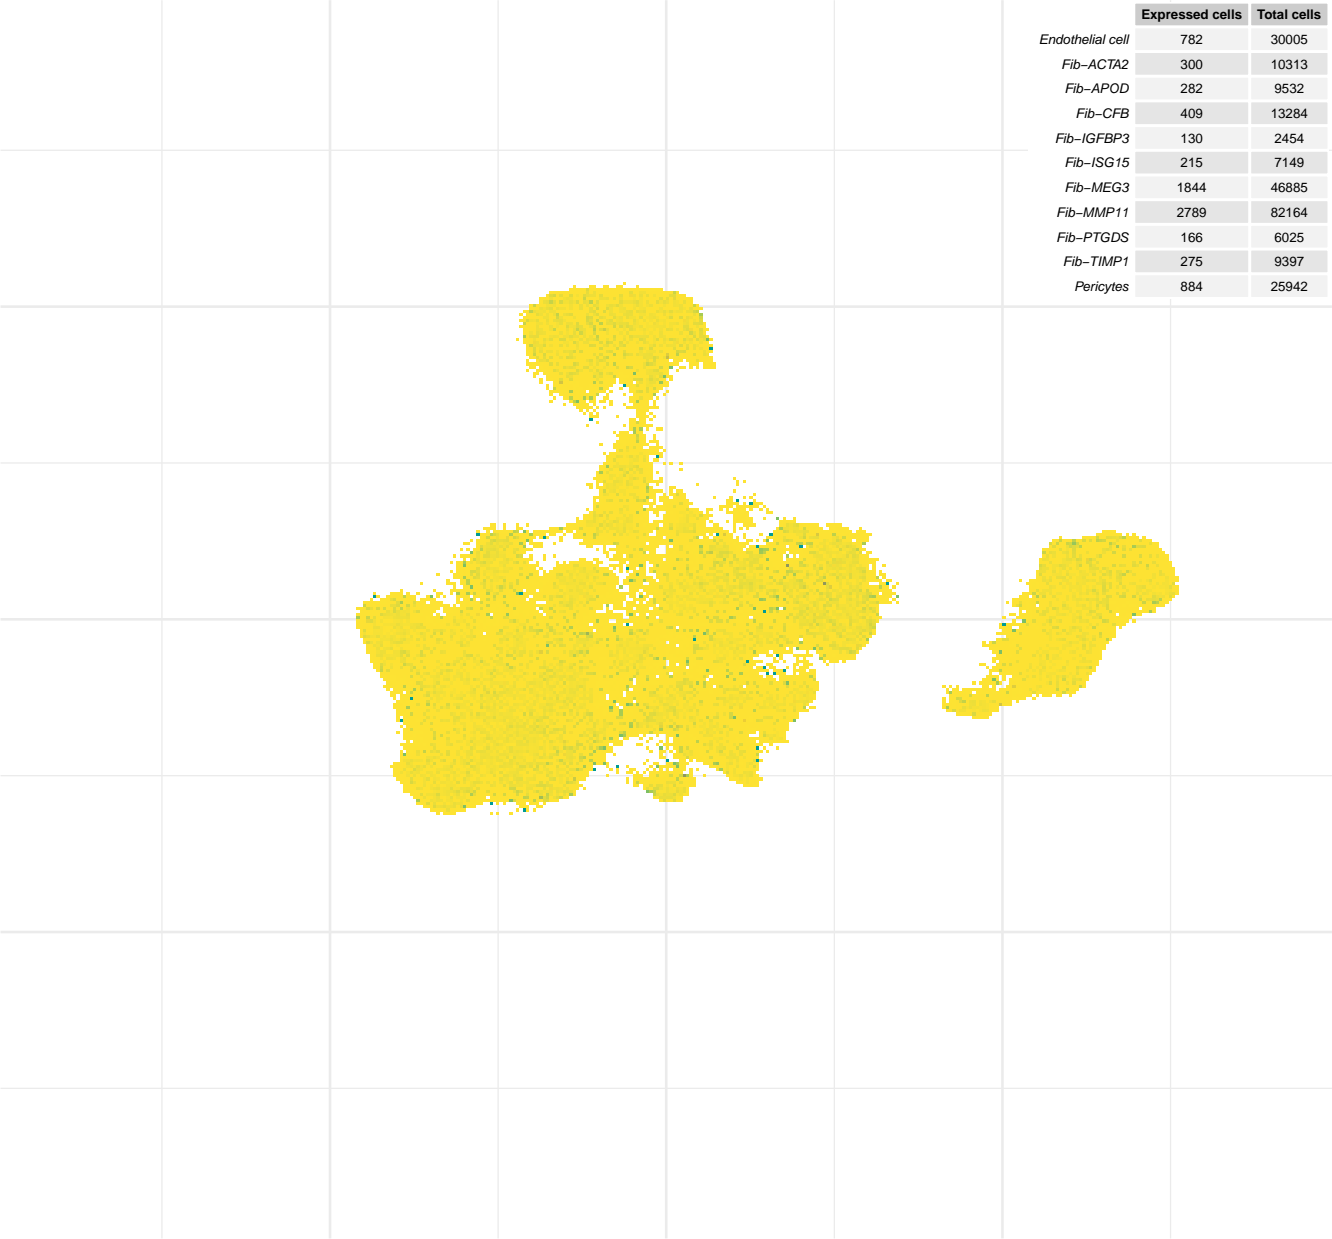 Expressed cells Total cells
Endothelial cell 782 30005
Fib−ACTA2 300 10313
Fib−APOD 282 9532
Fib−CFB 409 13284
Fib−IGFBP3 130 2454
Fib−ISG15 215 7149
Fib−MEG3 1844 46885
Fib−MMP11 2789 82164
Fib−PTGDS 166 6025
Fib−TIMP1 275 9397
Pericytes 884 25942